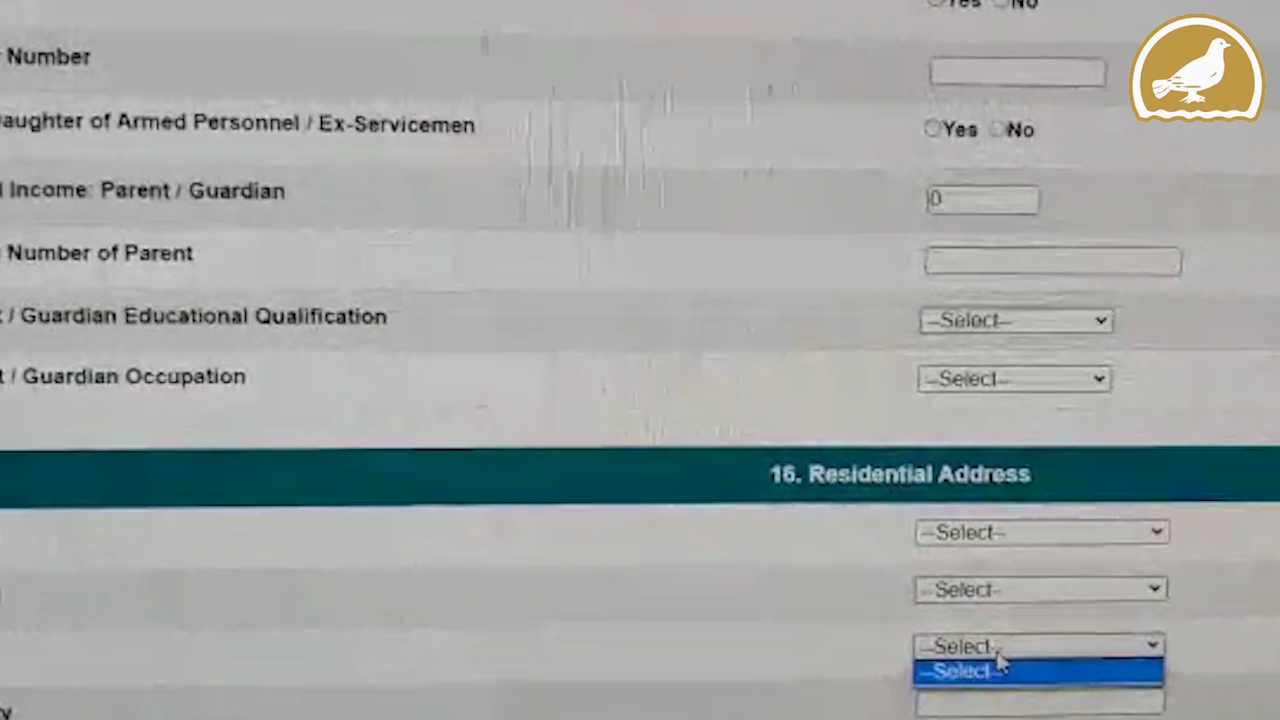 Yes No
Number
aughter of Armed Personnel / Ex-Servicemen
Yes No
Income: Parent / Guardian
0
Number of Parent
/ Guardian Educational Qualification
--Select--
t / Guardian Occupation
--Select--
16. Residential Address
--Select--
--Select--
--Select--
--Select--
y